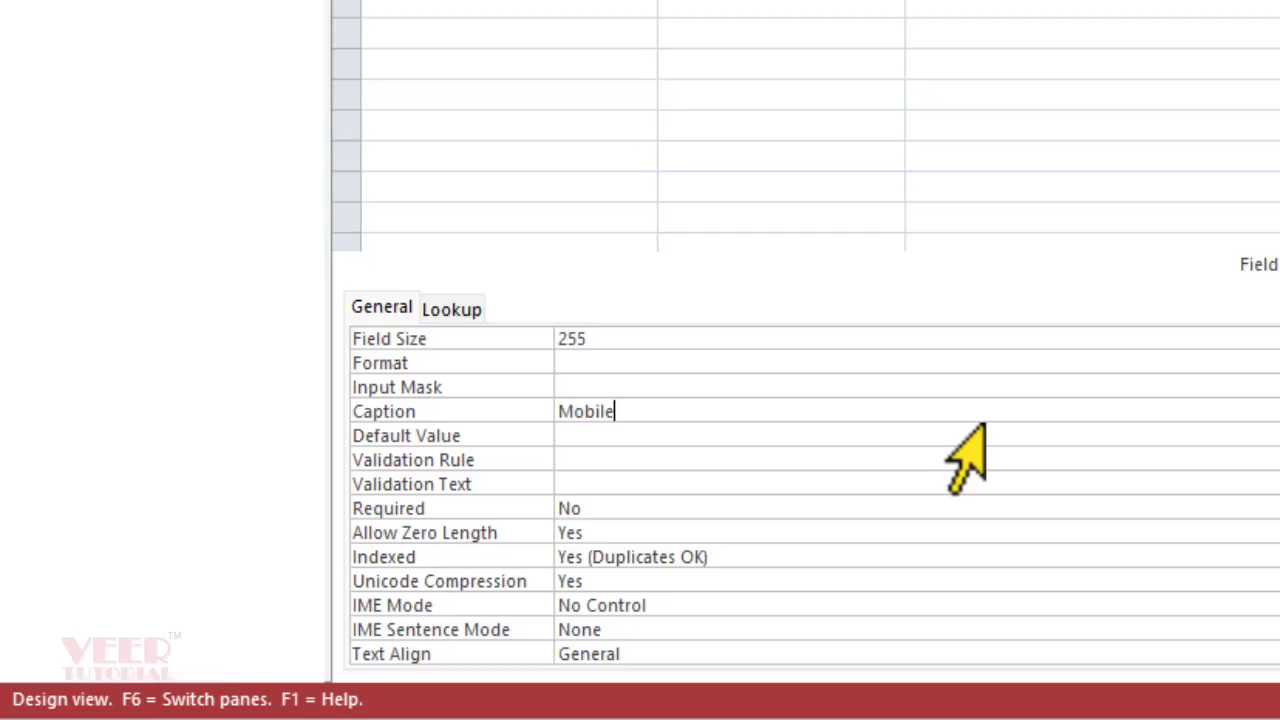 Field
General Lookup
Field Size 255
Format
Input Mask
Caption Mobile
Default Value
Validation Rule
Validation Text
Required No
Allow Zero Length Yes
Indexed Yes (Duplicates OK)
Unicode Compression Yes
IME Mode No Control
IME Sentence Mode None
Text Align General
VEER™
TUTORIAL
Design view. F6 = Switch panes. F1 = Help.